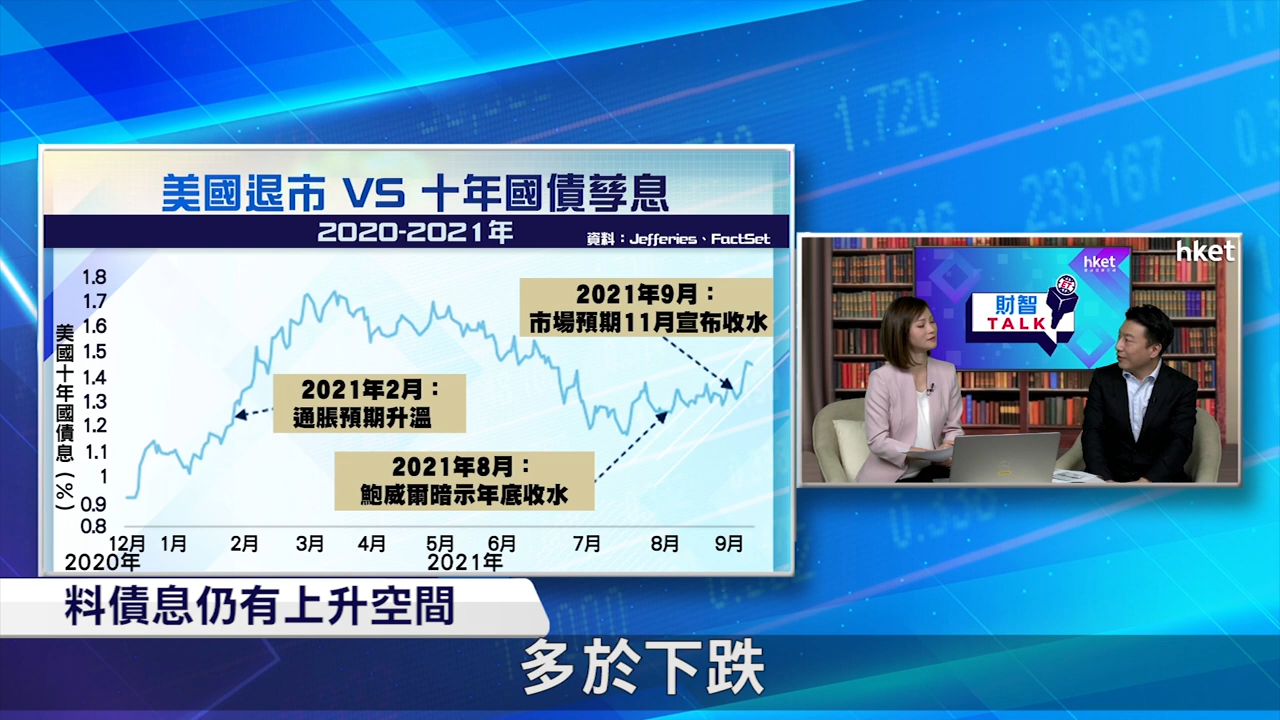 美國退市 VS 十年國債孳息
2020-2021年
資料：Jefferies、FactSet
美國十年國債息（%）
1.8
1.7
1.6
1.5
1.4
1.3
1.2
1.1
1
0.9
0.8
2021年9月：
市場預期11月宣布收水
2021年2月：
通脹預期升溫
2021年8月：
鮑威爾暗示年底收水
12月 1月 2月 3月 4月 5月 6月 7月 8月 9月
2020年 2021年
hket
hket
財智
TALK
9,996
1.720
233,167
料債息仍有上升空間
多於下跌